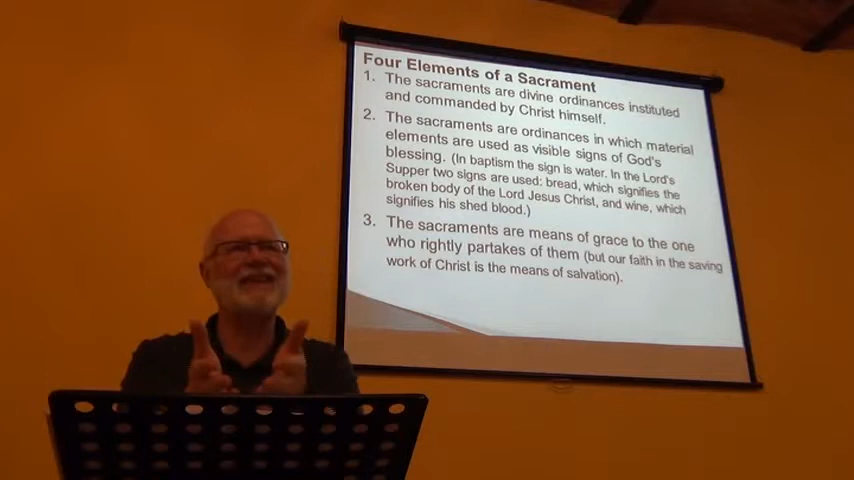 Four Elements of a Sacrament
1. The sacraments are divine ordinances instituted
and commanded by Christ himself.
2. The sacraments are ordinances in which material
elements are used as visible signs of God's
blessing. (In baptism the sign is water. In the Lord's
Supper two signs are used: bread, which signifies the
broken body of the Lord Jesus Christ, and wine, which
signifies his shed blood.)
3. The sacraments are means of grace to the one
who rightly partakes of them (but our faith in the saving
work of Christ is the means of salvation).